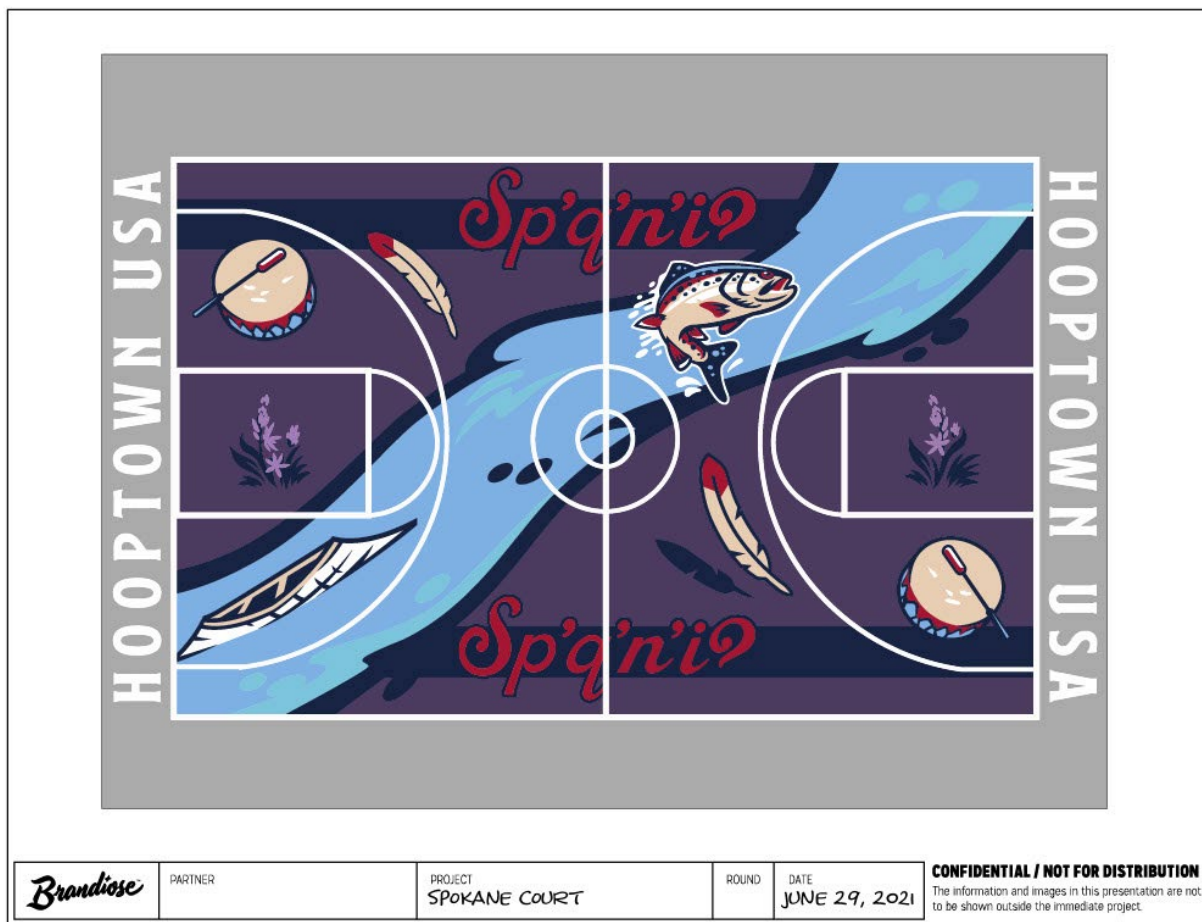 HOOPTOWN USA
Sp'q'n'iʔ
HOOPTOWN USA
Sp'q'n'iʔ
Brandiose
PARTNER
PROJECT
SPOKANE COURT
ROUND
DATE
JUNE 29, 2021
CONFIDENTIAL / NOT FOR DISTRIBUTION
The information and images in this presentation are not
to be shown outside the immediate project.